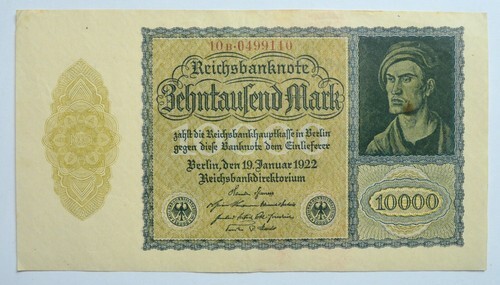 10B·0499110
Reichsbanknote
Zehntausend Mark
zahlt die Reichsbankhauptkasse in Berlin
gegen diese Banknote dem Einlieferer
Berlin, den 19. Januar 1922
Reichsbankdirektorium
10000